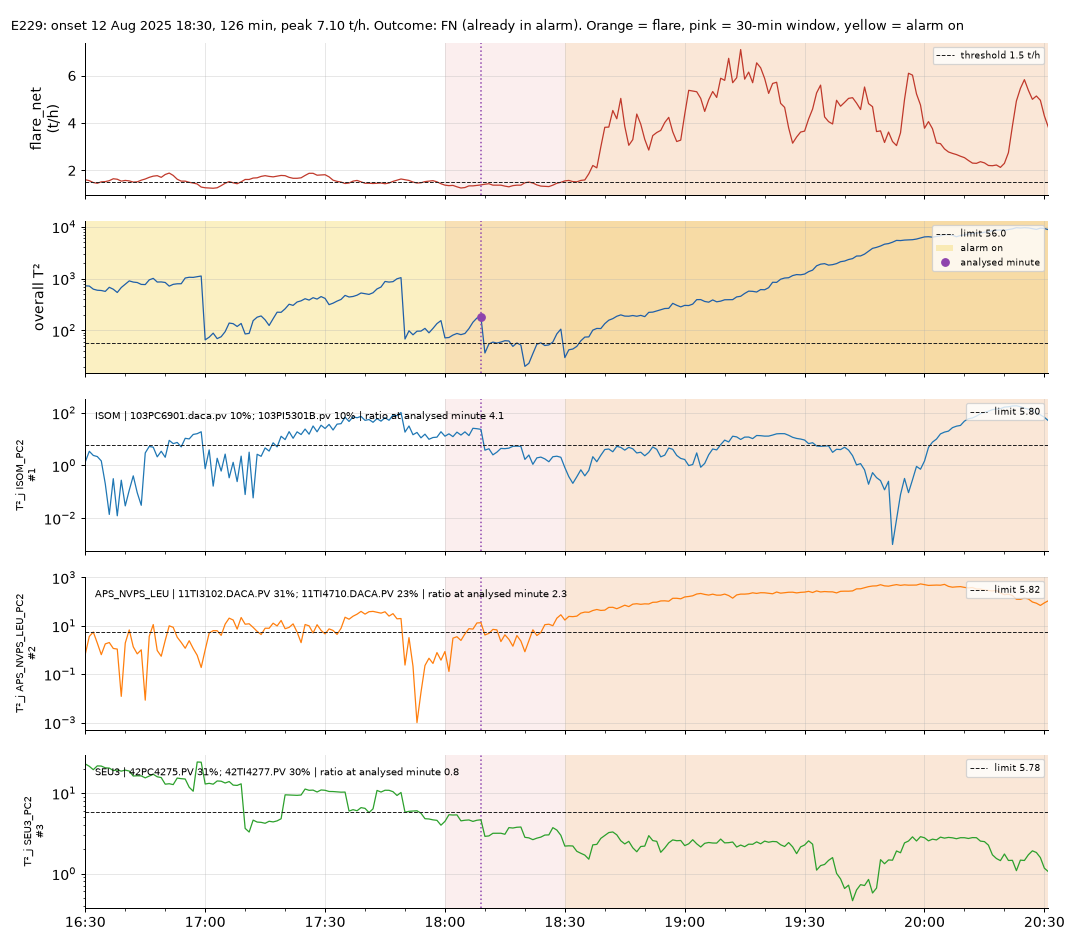 E229: onset 12 Aug 2025 18:30, 126 min, peak 7.10 t/h. Outcome: FN (already in alarm). Orange = flare, pink = 30-min window, yellow = alarm on
flare_net
(t/h)
6
4
2
threshold 1.5 t/h
overall T²
10⁴
10³
10²
limit 56.0
alarm on
analysed minute
T²_j ISOM_PC2
#1
10²
10⁰
10⁻²
ISOM | 103PC6901.daca.pv 10%; 103PI5301B.pv 10% | ratio at analysed minute 4.1
limit 5.80
T²_j APS_NVPS_LEU_PC2
#2
10³
10¹
10⁻¹
10⁻³
APS_NVPS_LEU | 11TI3102.DACA.PV 31%; 11TI4710.DACA.PV 23% | ratio at analysed minute 2.3
limit 5.82
T²_j SEU3_PC2
#3
10¹
10⁰
SEU3 | 42PC4275.PV 31%; 42TI4277.PV 30% | ratio at analysed minute 0.8
limit 5.78
16:30 17:00 17:30 18:00 18:30 19:00 19:30 20:00 20:30